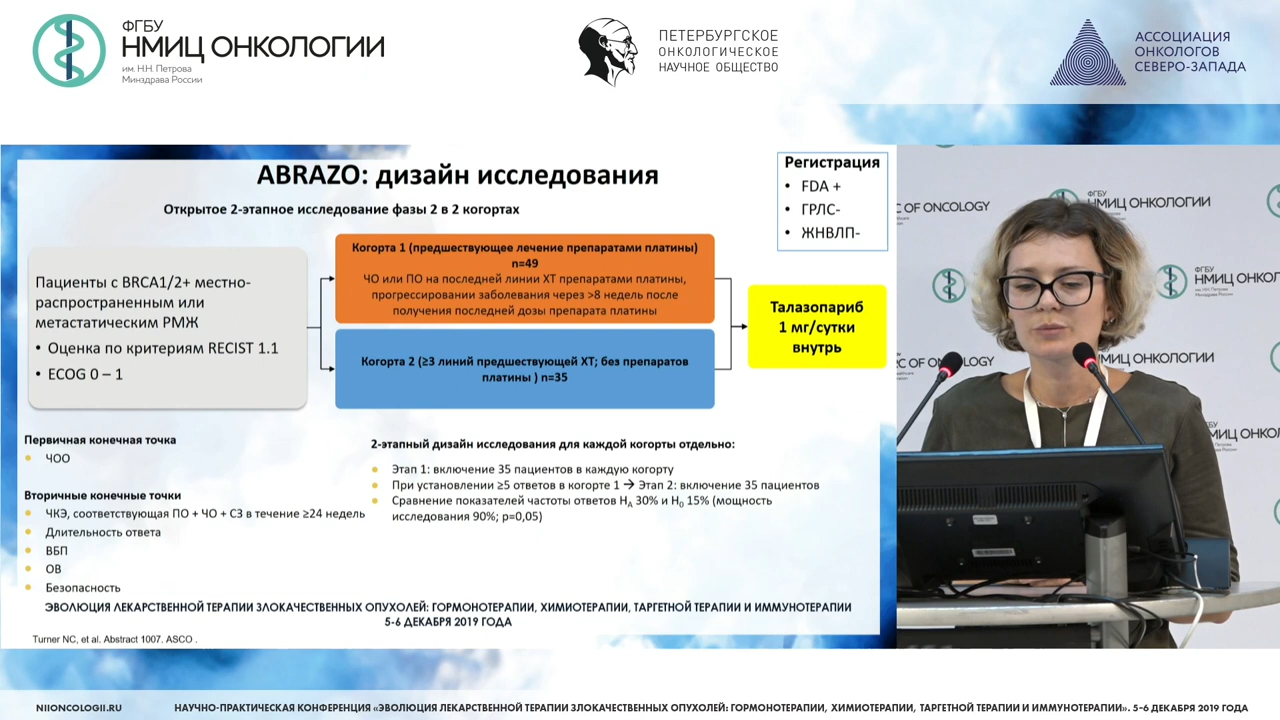 ФГБУ
НМИЦ ОНКОЛОГИИ
им. Н.Н. Петрова
Минздрава России
ПЕТЕРБУРГСКОЕ
ОНКОЛОГИЧЕСКОЕ
НАУЧНОЕ ОБЩЕСТВО
АССОЦИАЦИЯ
ОНКОЛОГОВ
СЕВЕРО-ЗАПАДА
ABRAZO: дизайн исследования
Открытое 2-этапное исследование фазы 2 в 2 когортах
Регистрация
• FDA +
• ГРЛС-
• ЖНВЛП-
Пациенты с BRCA1/2+ местно-
распространенным или
метастатическим РМЖ
• Оценка по критериям RECIST 1.1
• ECOG 0 – 1
Когорта 1 (предшествующее лечение препаратами платины)
n=49
ЧО или ПО на последней линии ХТ препаратами платины,
прогрессировании заболевания через >8 недель после
получения последней дозы препарата платины
Когорта 2 (≥3 линий предшествующей ХТ; без препаратов
платины ) n=35
Талазопариб
1 мг/сутки
внутрь
Первичная конечная точка
• ЧОО
Вторичные конечные точки
• ЧКЭ, соответствующая ПО + ЧО + СЗ в течение ≥24 недель
• Длительность ответа
• ВБП
• ОВ
• Безопасность
2-этапный дизайн исследования для каждой когорты отдельно:
• Этап 1: включение 35 пациентов в каждую когорту
• При установлении ≥5 ответов в когорте 1 → Этап 2: включение 35 пациентов
• Сравнение показателей частоты ответов HA 30% и H0 15% (мощность
исследования 90%; p=0,05)
ЭВОЛЮЦИЯ ЛЕКАРСТВЕННОЙ ТЕРАПИИ ЗЛОКАЧЕСТВЕННЫХ ОПУХОЛЕЙ: ГОРМОНОТЕРАПИИ, ХИМИОТЕРАПИИ, ТАРГЕТНОЙ ТЕРАПИИ И ИММУНОТЕРАПИИ
5-6 ДЕКАБРЯ 2019 ГОДА
Turner NC, et al. Abstract 1007. ASCO .
OF ONCOLOGY
ФГБУ
НМИЦ ОНКОЛОГИИ
ФГБУ
НМИЦ ОНКОЛ
OF ONCOLOGY
НМИЦ ОНКОЛОГИИ
NIIONCOLOGII.RU
НАУЧНО-ПРАКТИЧЕСКАЯ КОНФЕРЕНЦИЯ «ЭВОЛЮЦИЯ ЛЕКАРСТВЕННОЙ ТЕРАПИИ ЗЛОКАЧЕСТВЕННЫХ ОПУХОЛЕЙ: ГОРМОНОТЕРАПИИ, ХИМИОТЕРАПИИ, ТАРГЕТНОЙ ТЕРАПИИ И ИММУНОТЕРАПИИ». 5-6 ДЕКАБРЯ 2019 ГОДА